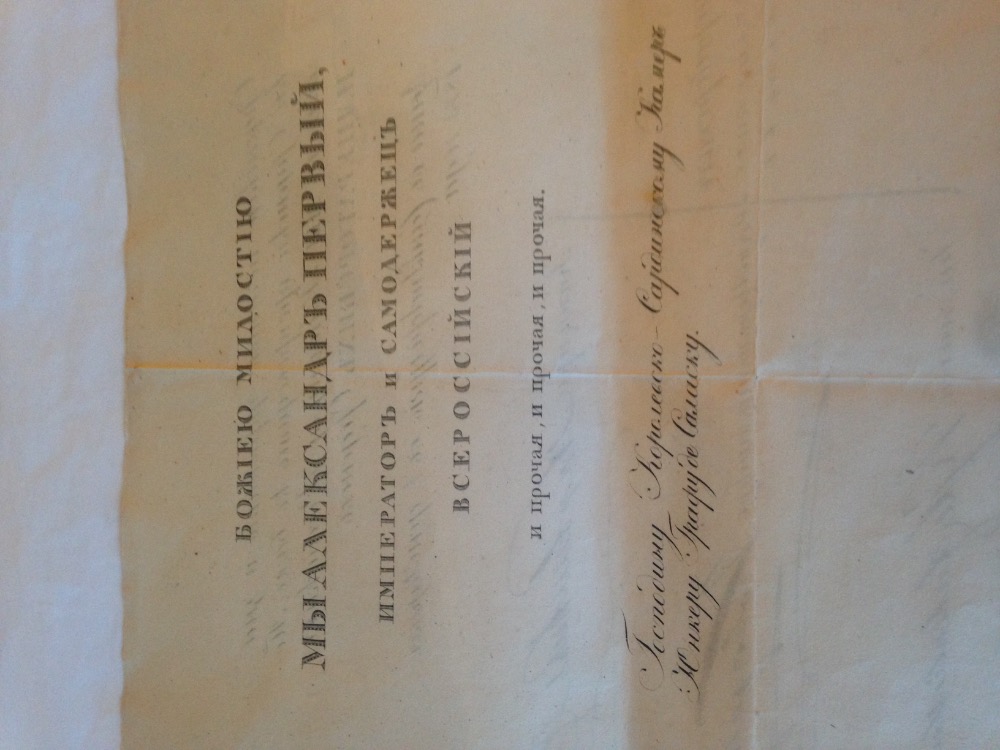 БОЖІЕЮ МИЛОСТІЮ
МЫ АЛЕКСАНДРЪ ПЕРВЫЙ,
ИМПЕРАТОРЪ и САМОДЕРЖЕЦЪ
ВСЕРОССІЙСКІЙ
и прочая, и прочая, и прочая.
Господину Королевско-Сардинскому Камеръ
Юнкеру Графу де Саласку.